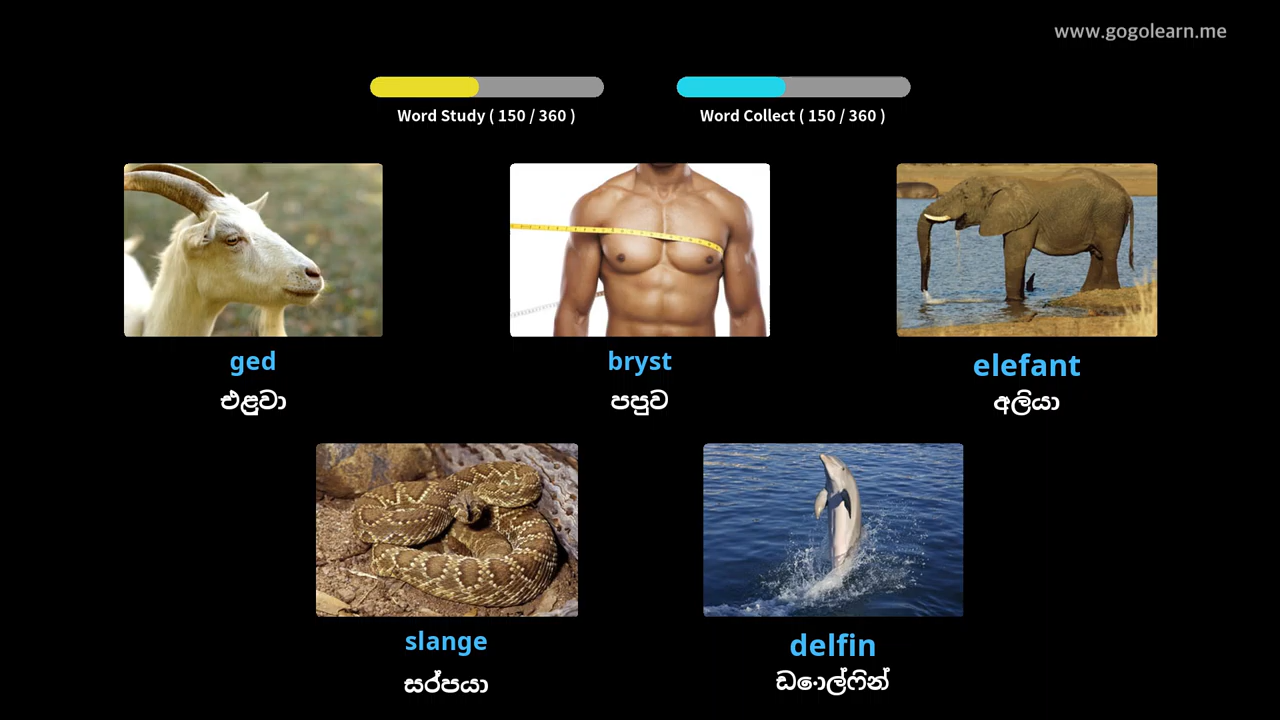 www.gogolearn.me
Word Study ( 150 / 360 )
Word Collect ( 150 / 360 )
ged
එළුවා
bryst
පපුව
elefant
අලියා
slange
සර්පයා
delfin
ඩොල්ෆින්